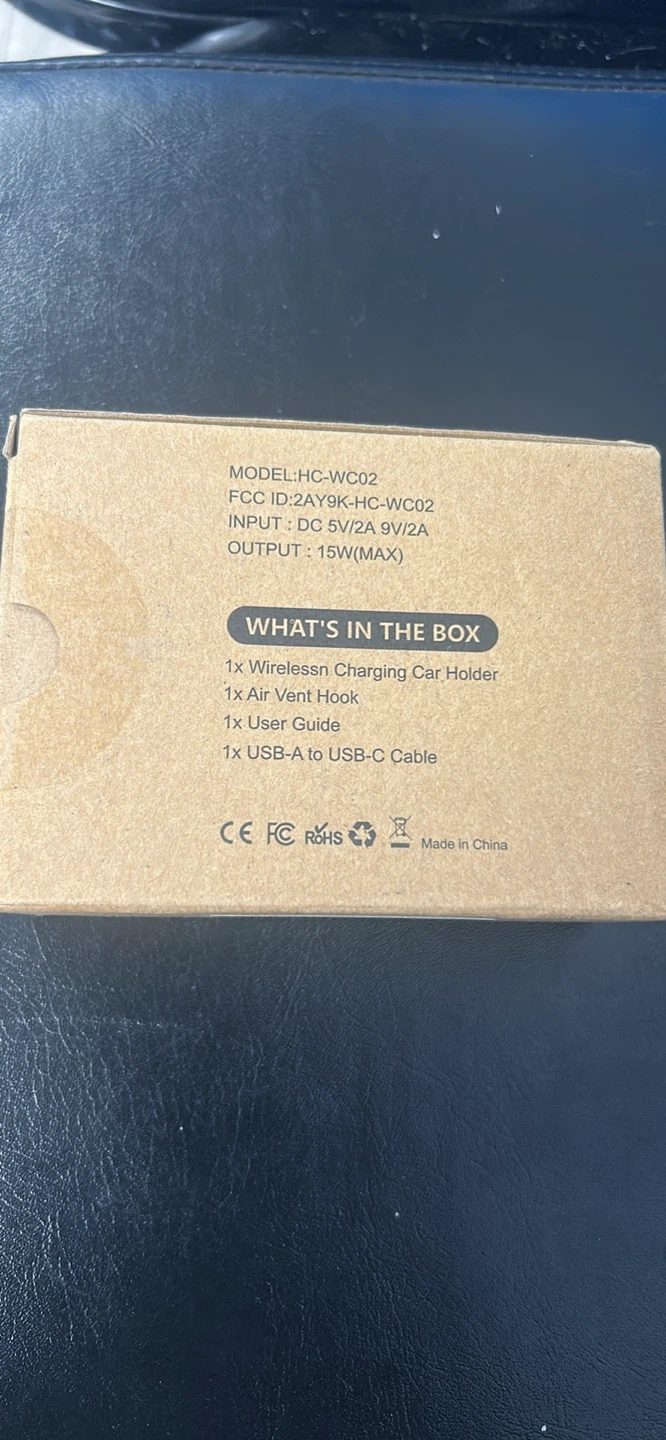 MODEL:HC-WC02
FCC ID:2AY9K-HC-WC02
INPUT : DC 5V/2A 9V/2A
OUTPUT : 15W(MAX)
WHAT'S IN THE BOX
1x Wirelessn Charging Car Holder
1x Air Vent Hook
1x User Guide
1x USB-A to USB-C Cable
CE FC RoHS Made in China